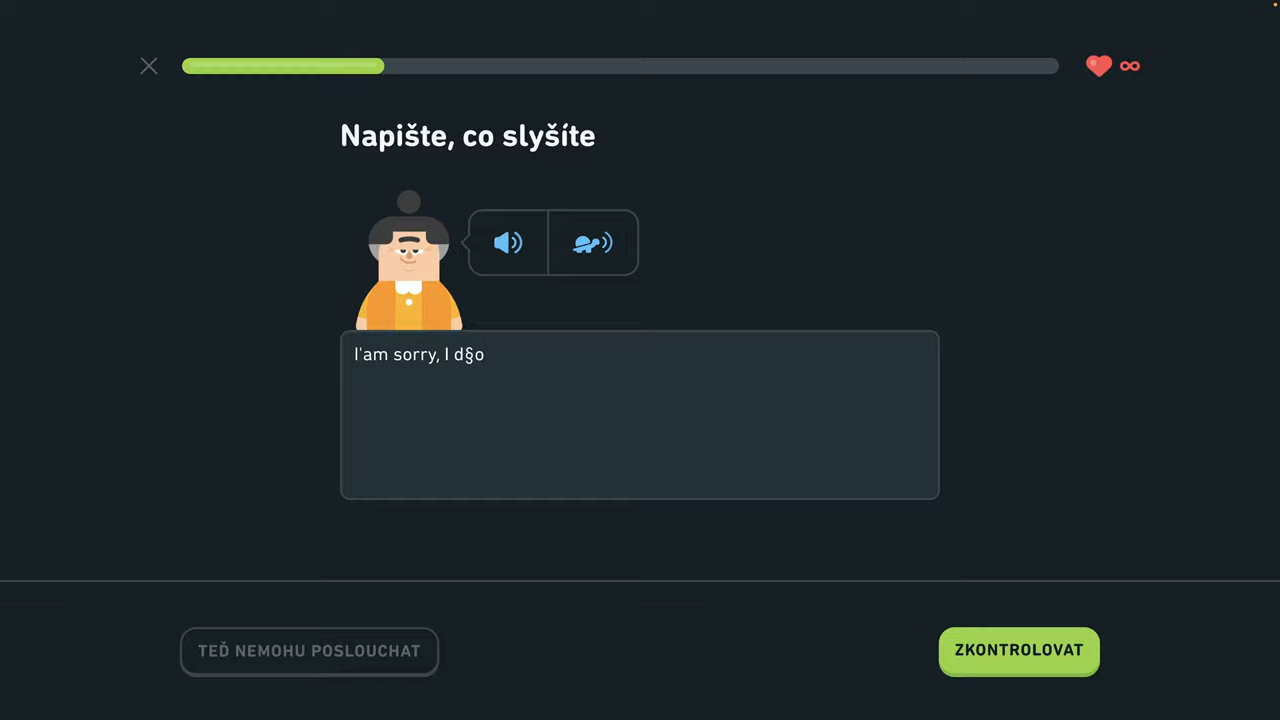 Napište, co slyšíte
I'am sorry, I d§o
TEĎ NEMOHU POSLOUCHAT
ZKONTROLOVAT